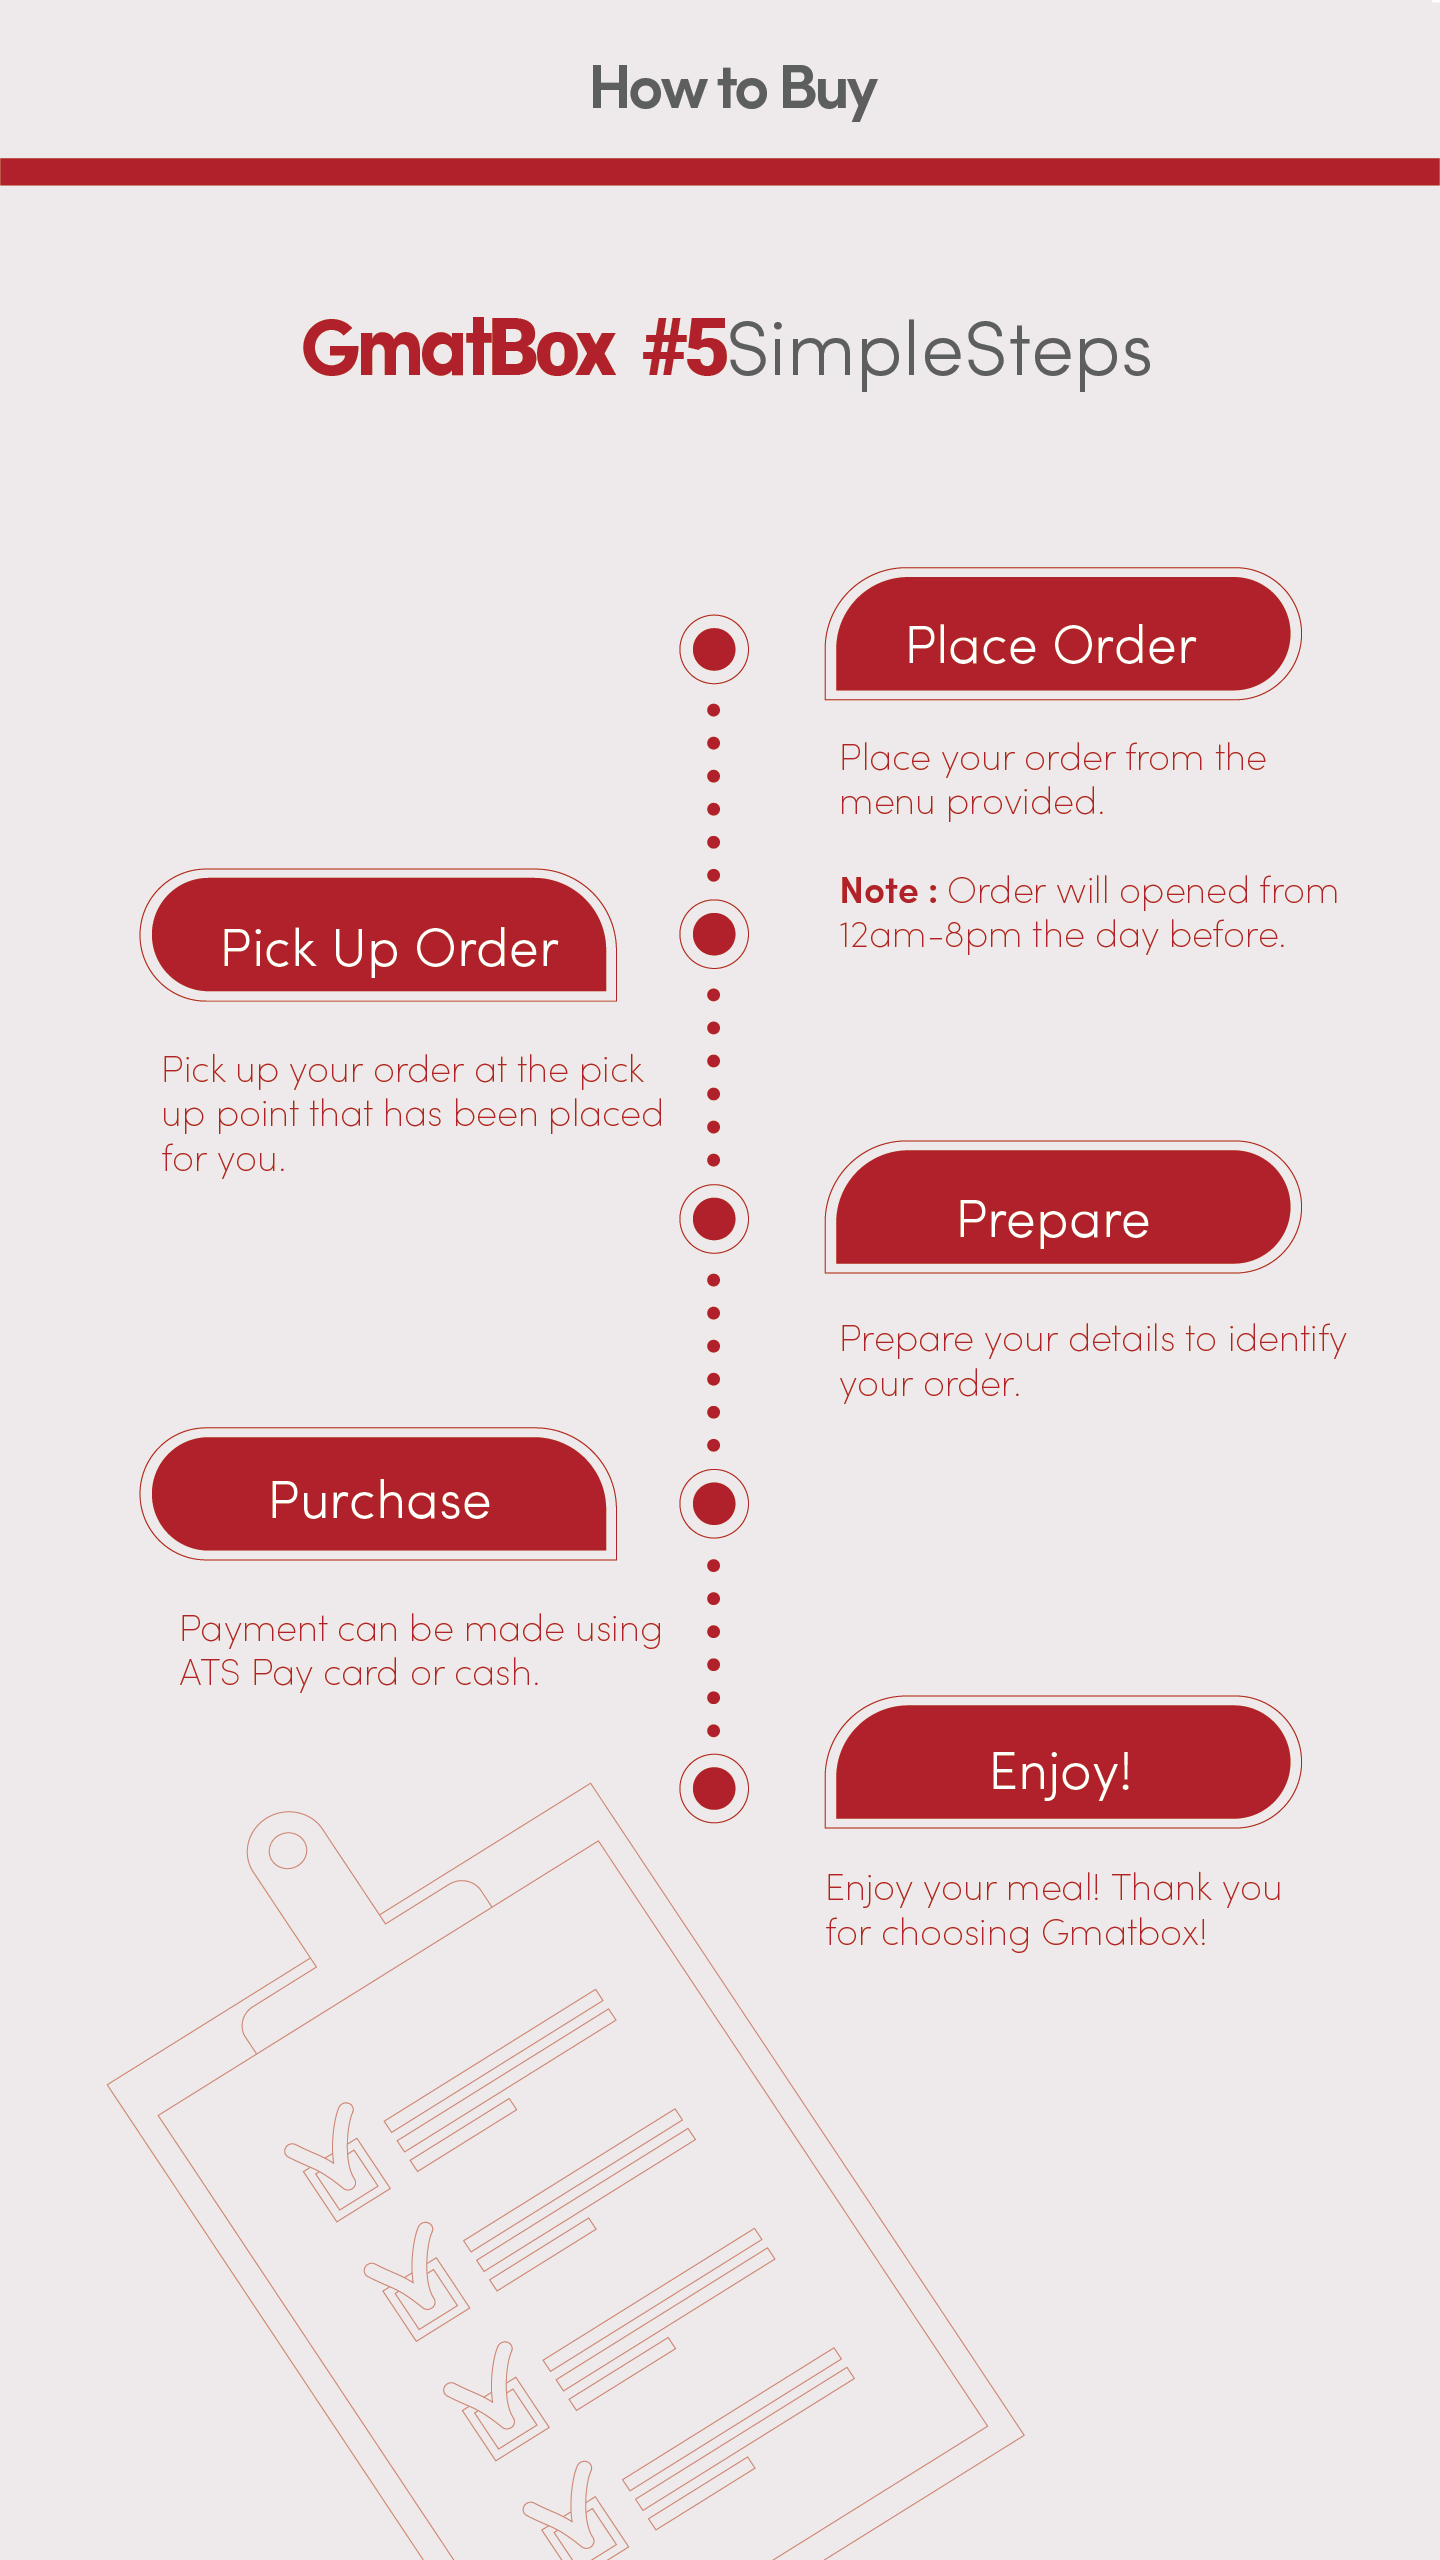 How to Buy
GmatBox #5SimpleSteps
Place Order
Place your order from the
menu provided.
Note : Order will opened from
12am-8pm the day before.
Pick Up Order
Pick up your order at the pick
up point that has been placed
for you.
Prepare
Prepare your details to identify
your order.
Purchase
Payment can be made using
ATS Pay card or cash.
Enjoy!
Enjoy your meal! Thank you
for choosing Gmatbox!